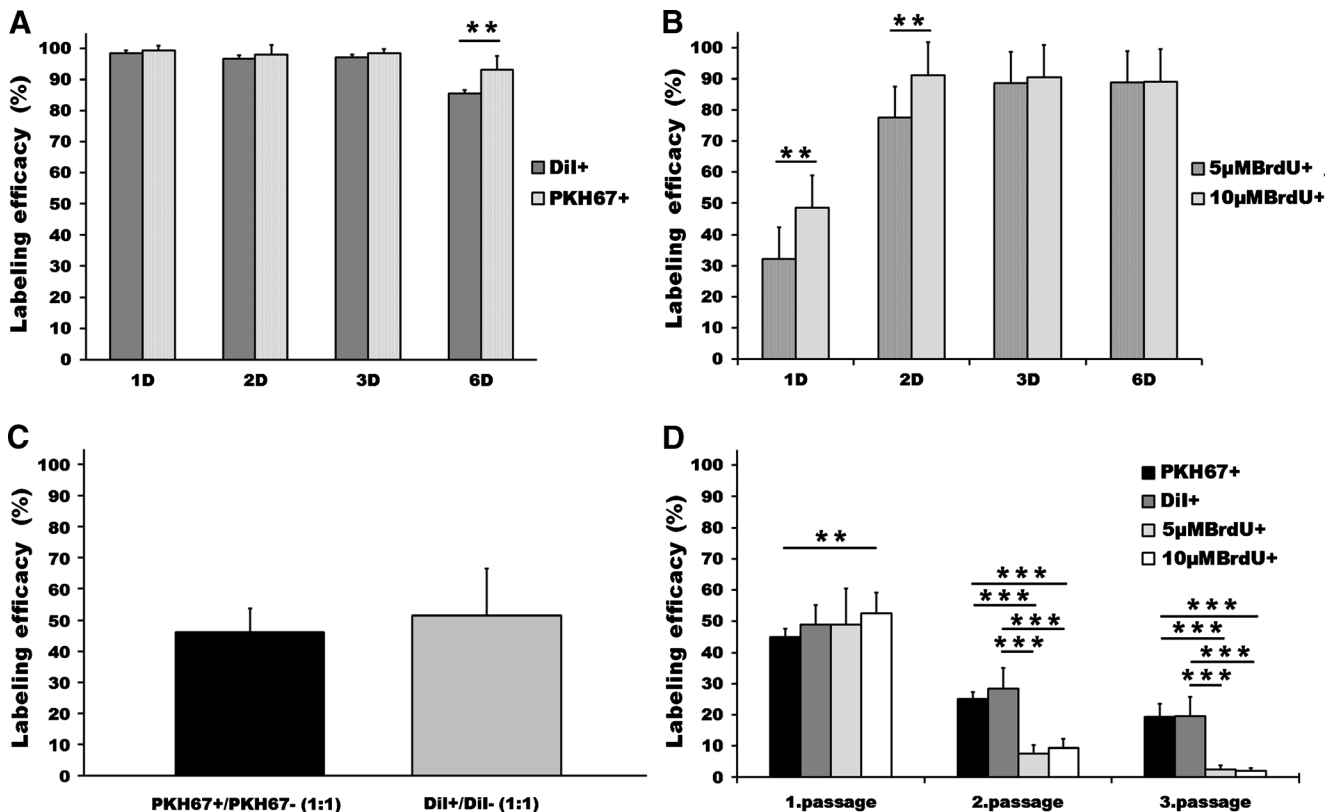 A
Labeling efficacy (%)
100
90
80
70
60
50
40
30
20
10
0
**
1D 2D 3D 6D
DiI+
PKH67+
B
Labeling efficacy (%)
100
90
80
70
60
50
40
30
20
10
0
**
**
1D 2D 3D 6D
5µMBrdU+
10µMBrdU+
C
Labeling efficacy (%)
100
90
80
70
60
50
40
30
20
10
0
PKH67+/PKH67- (1:1) DiI+/DiI- (1:1)
D
Labeling efficacy (%)
100
90
80
70
60
50
40
30
20
10
0
PKH67+
DiI+
5µMBrdU+
10µMBrdU+
**
***
***
***
***
***
***
***
***
1.passage 2.passage 3.passage